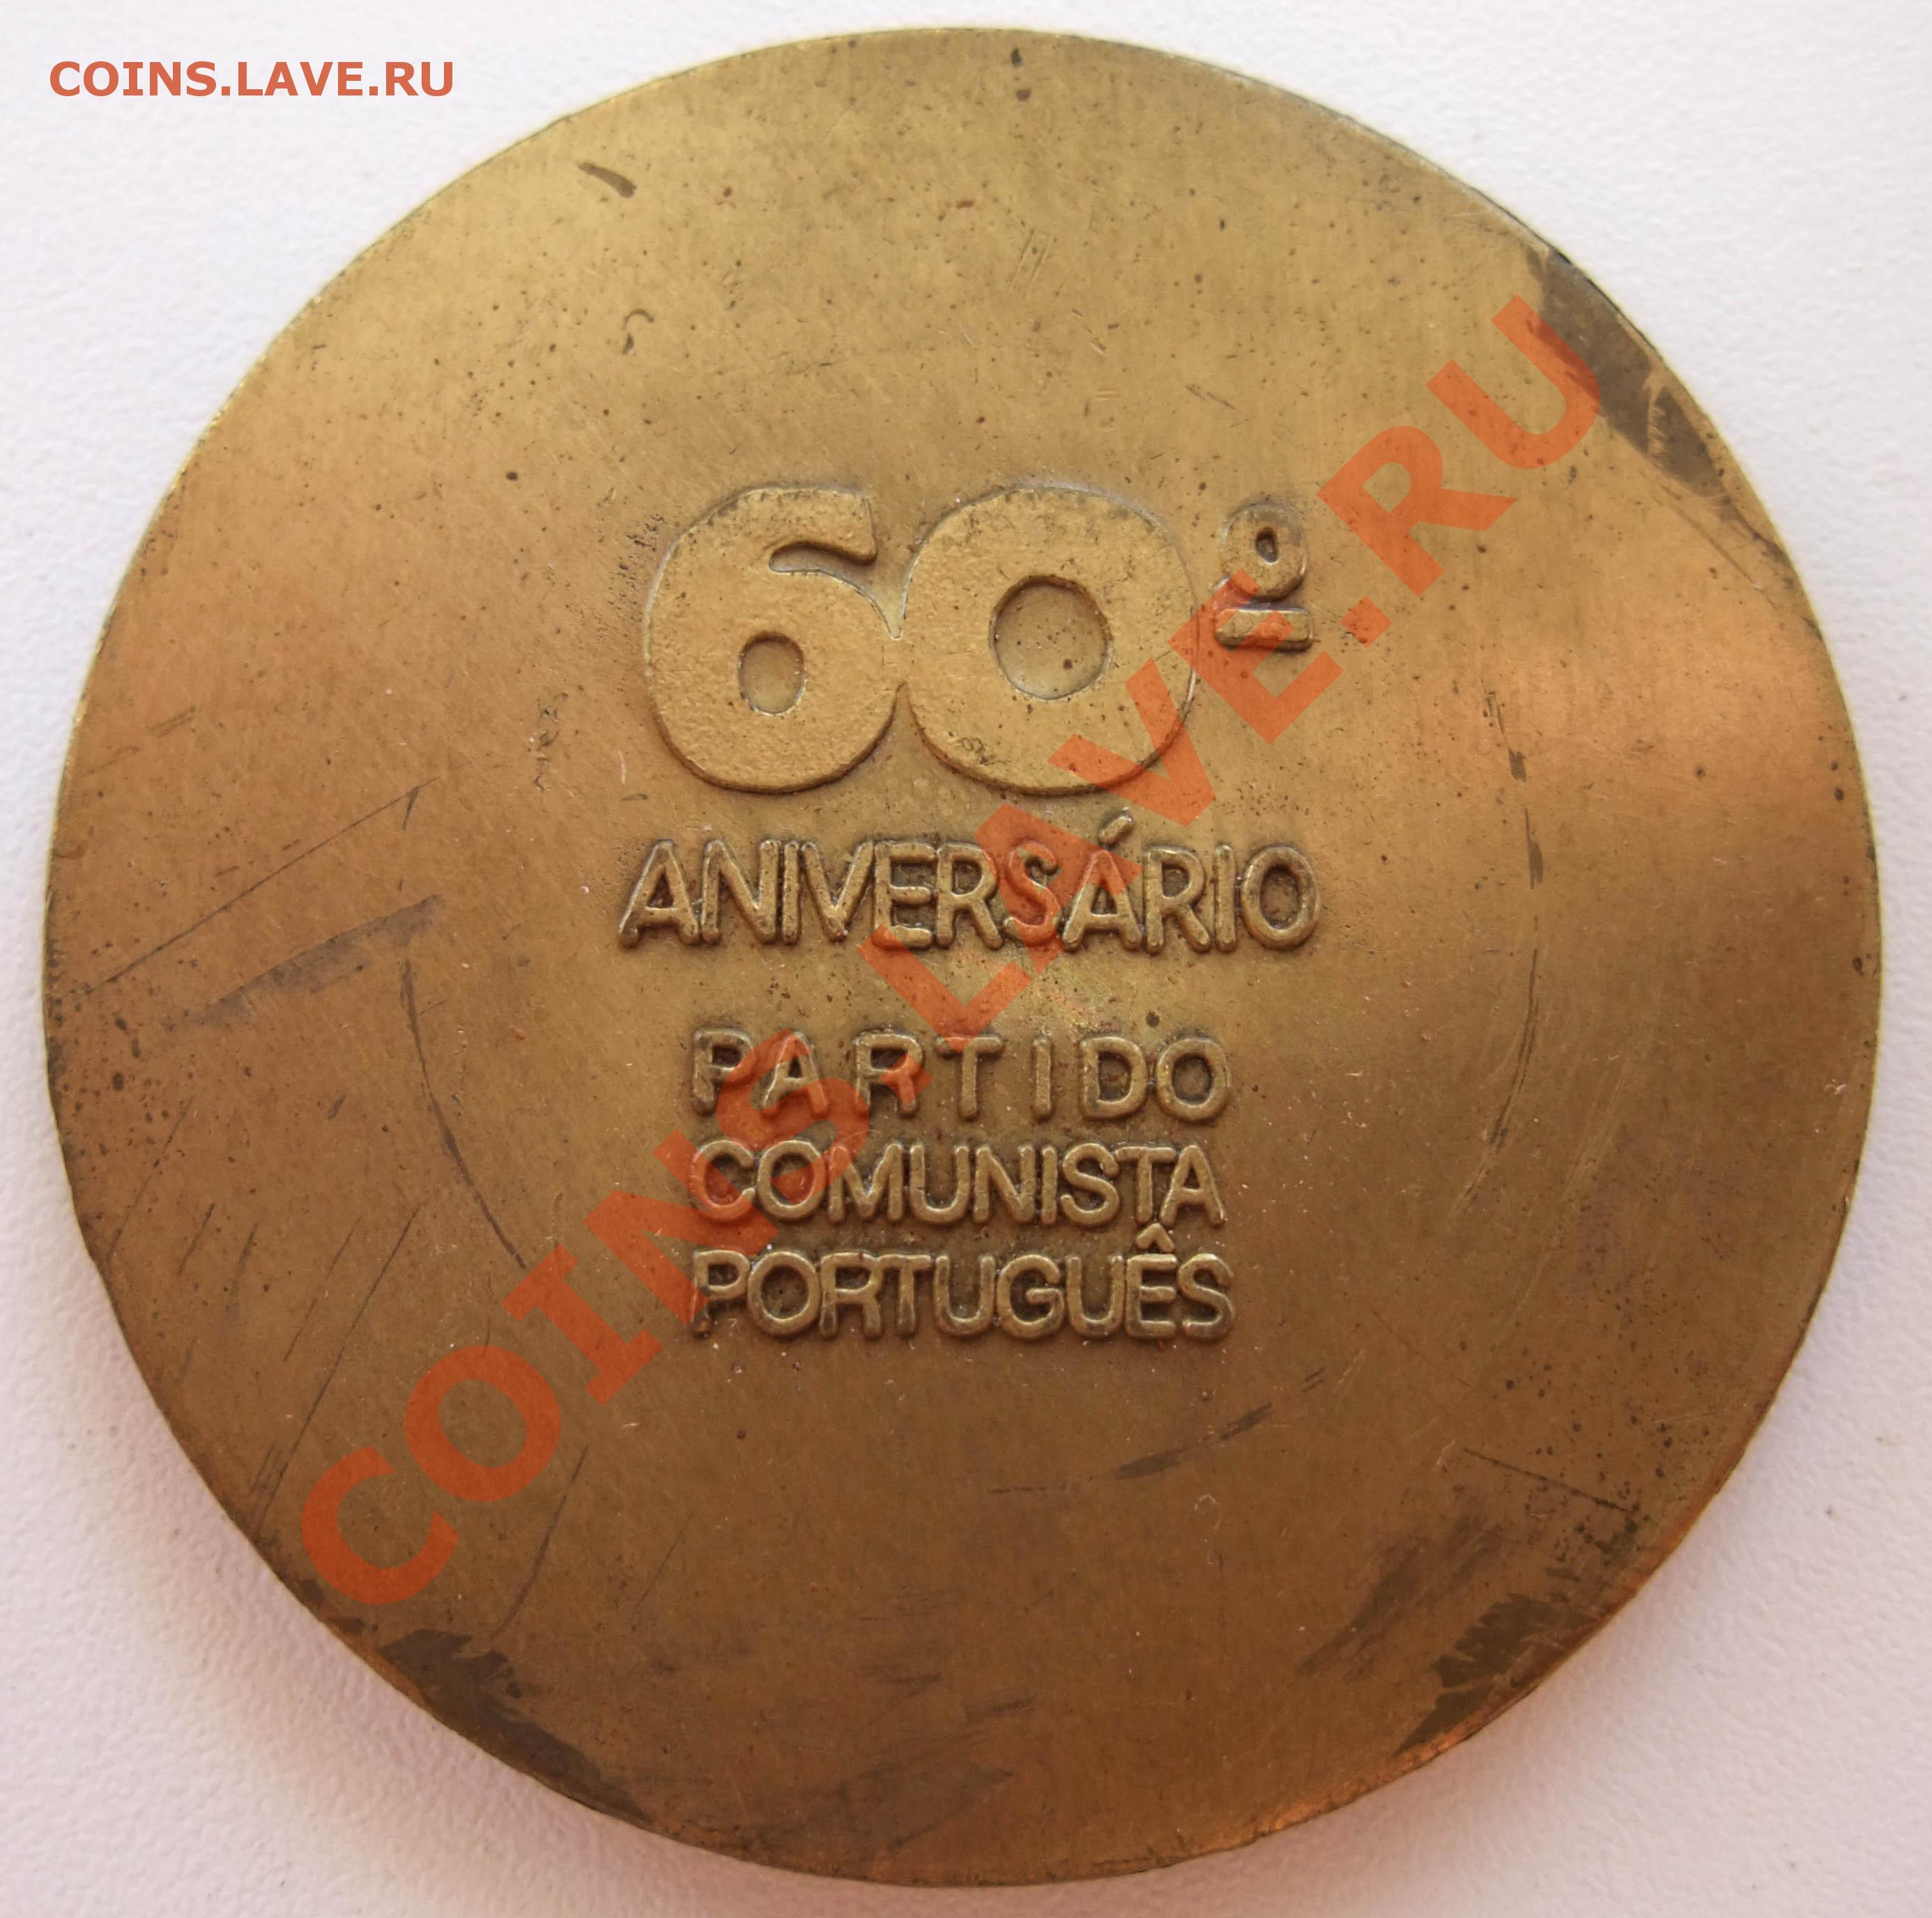 COINS.LAVE.RU
60º
ANIVERSÁRIO
PARTIDO
COMUNISTA
PORTUGUÊS
COINS.LAVE.RU